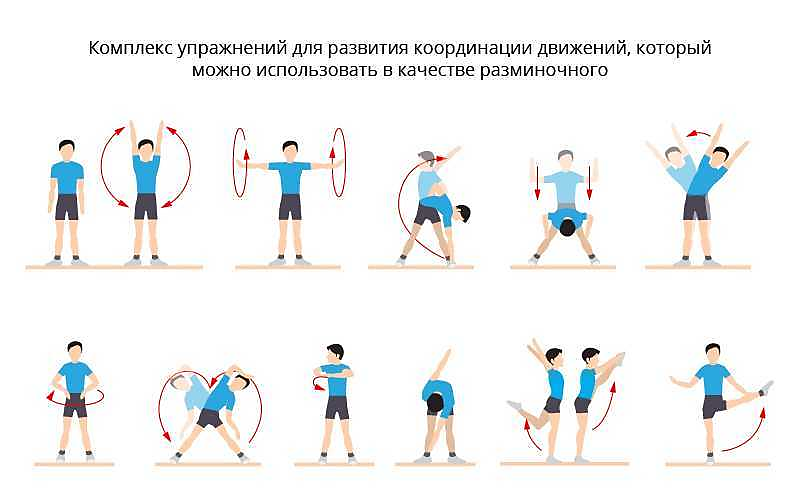 Комплекс упражнений для развития координации движений, который
можно использовать в качестве разминочного